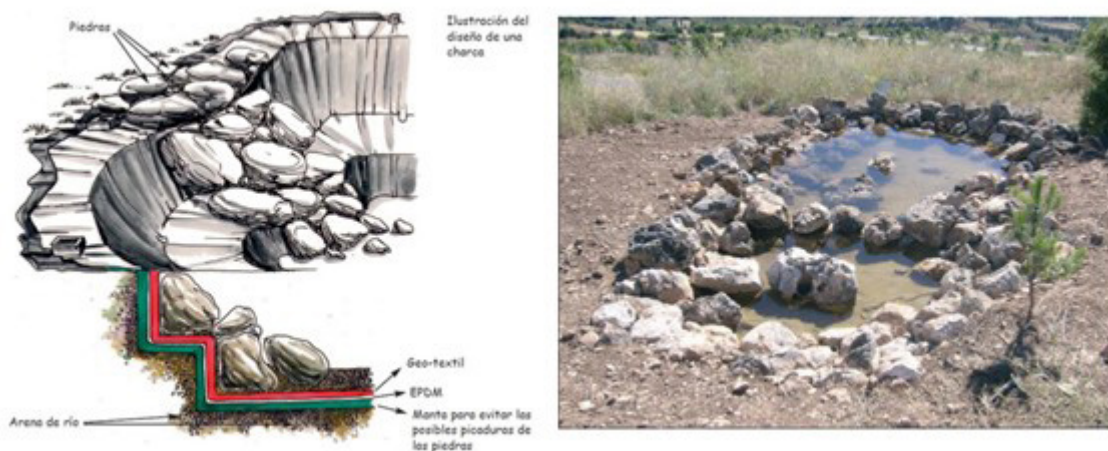 Piedras
Ilustración del
diseño de una
charca
Geo-textil
EPDM
Manta para evitar las
posibles picaduras de
las piedras
Arena de río